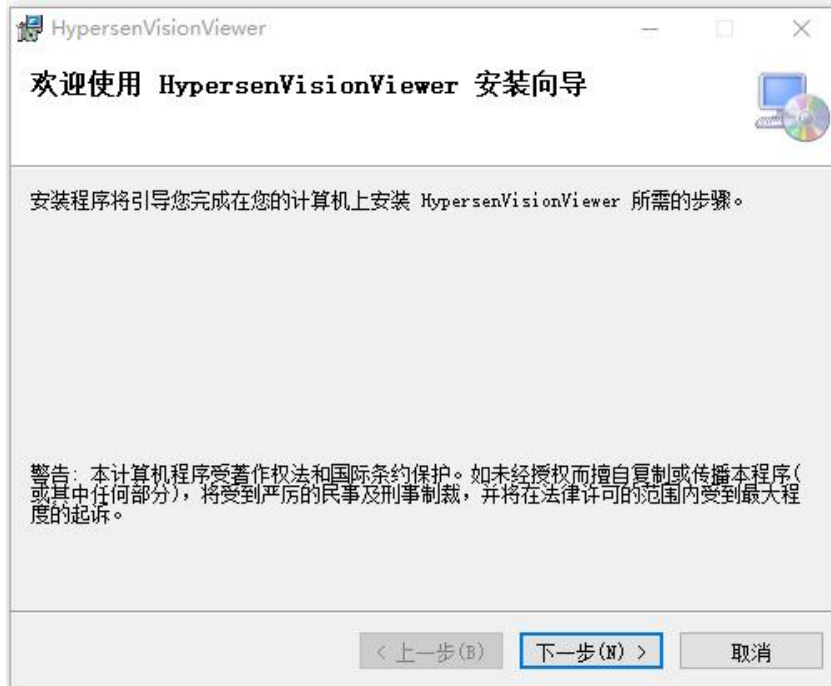 HypersenVisionViewer
欢迎使用 HypersenVisionViewer 安装向导
安装程序将引导您完成在您的计算机上安装 HypersenVisionViewer 所需的步骤。
警告: 本计算机程序受著作权法和国际条约保护。如未经授权而擅自复制或传播本程序(
或其中任何部分), 将受到严厉的民事及刑事制裁, 并将在法律许可的范围内受到最大程
度的起诉。
< 上一步(B) 下一步(N) > 取消